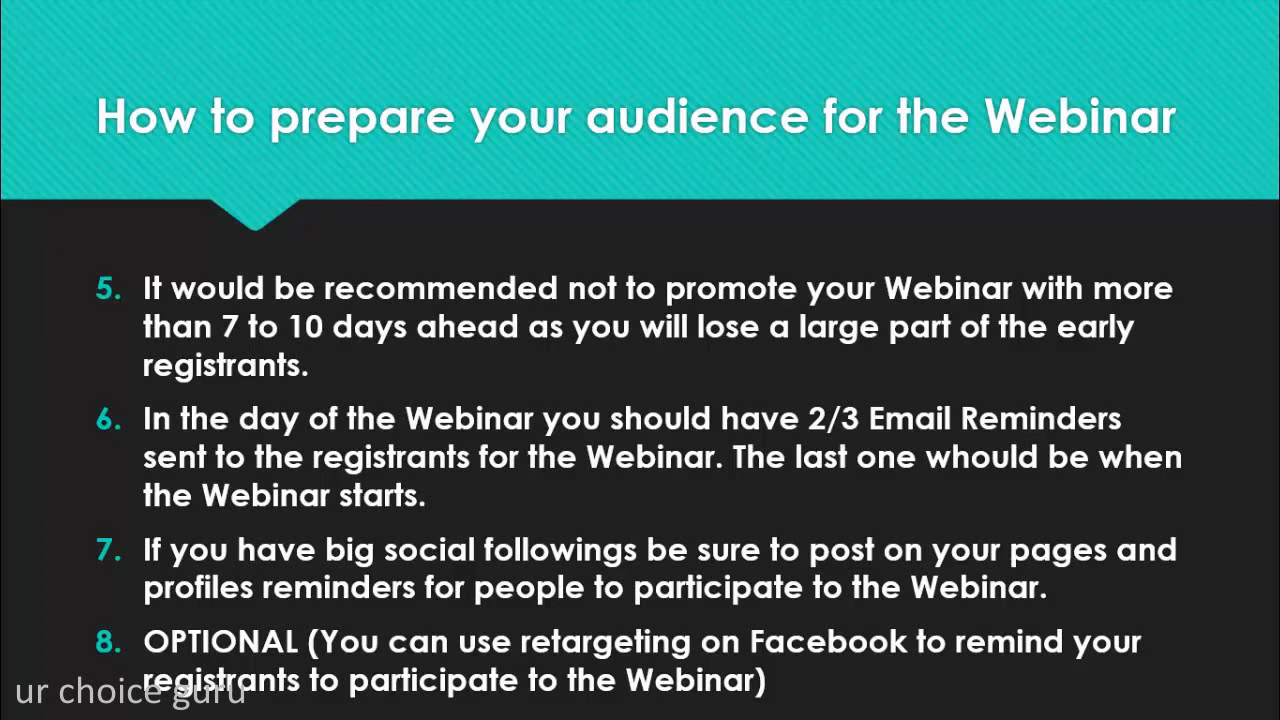 How to prepare your audience for the Webinar
5. It would be recommended not to promote your Webinar with more
than 7 to 10 days ahead as you will lose a large part of the early
registrants.
6. In the day of the Webinar you should have 2/3 Email Reminders
sent to the registrants for the Webinar. The last one whould be when
the Webinar starts.
7. If you have big social followings be sure to post on your pages and
profiles reminders for people to participate to the Webinar.
8. OPTIONAL (You can use retargeting on Facebook to remind your
registrants to participate to the Webinar)
ur choice guru